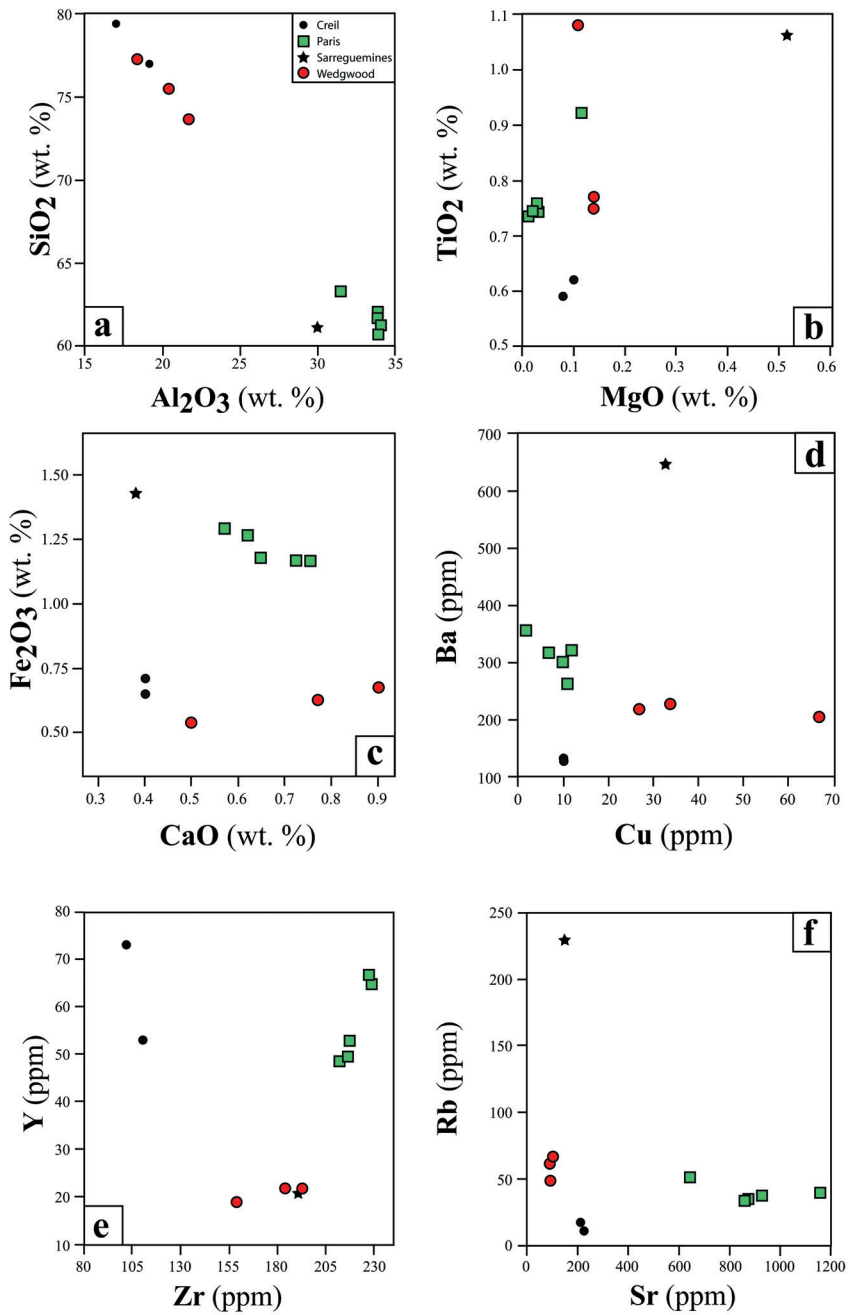 80
75
70
65
60
SiO2 (wt. %)
Creil
Paris
Sarreguemines
Wedgwood
a
15 20 25 30 35
Al2O3 (wt. %)
1.1
1.0
0.9
0.8
0.7
0.6
0.5
TiO2 (wt. %)
b
0.0 0.1 0.2 0.3 0.4 0.5 0.6
MgO (wt. %)
1.50
1.25
1.00
0.75
0.50
Fe2O3 (wt. %)
c
0.3 0.4 0.5 0.6 0.7 0.8 0.9
CaO (wt. %)
700
600
500
400
300
200
100
Ba (ppm)
d
0 10 20 30 40 50 60 70
Cu (ppm)
80
70
60
50
40
30
20
10
Y (ppm)
e
80 105 130 155 180 205 230
Zr (ppm)
250
200
150
100
50
0
Rb (ppm)
f
0 200 400 600 800 1000 1200
Sr (ppm)